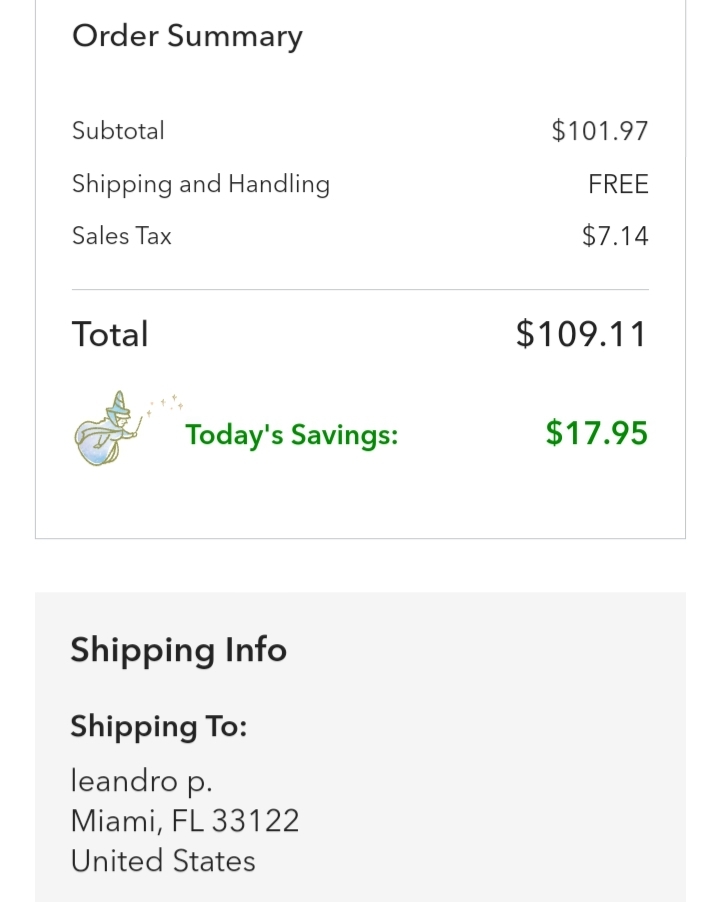 Order Summary
Subtotal $101.97
Shipping and Handling FREE
Sales Tax $7.14
Total $109.11
Today's Savings: $17.95
Shipping Info
Shipping To:
leandro p.
Miami, FL 33122
United States